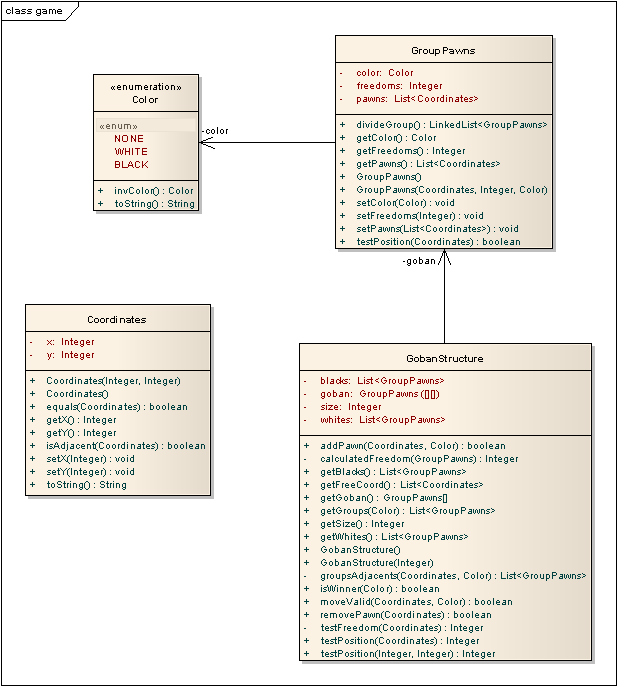 class game
«enumeration»
Color
«enum»
NONE
WHITE
BLACK
+ invColor() : Color
+ toString() : String
-color
GroupPawns
- color: Color
- freedoms: Integer
- pawns: List<Coordinates>
+ divideGroup() : LinkedList<GroupPawns>
+ getColor() : Color
+ getFreedoms() : Integer
+ getPawns() : List<Coordinates>
+ GroupPawns()
+ GroupPawns(Coordinates, Integer, Color)
+ setColor(Color) : void
+ setFreedoms(Integer) : void
+ setPawns(List<Coordinates>) : void
+ testPosition(Coordinates) : boolean
-goban
Coordinates
- x: Integer
- y: Integer
+ Coordinates(Integer, Integer)
+ Coordinates()
+ equals(Coordinates) : boolean
+ getX() : Integer
+ getY() : Integer
+ isAdjacent(Coordinates) : boolean
+ setX(Integer) : void
+ setY(Integer) : void
+ toString() : String
GobanStructure
- blacks: List<GroupPawns>
- goban: GroupPawns ([][])
- size: Integer
- whites: List<GroupPawns>
+ addPawn(Coordinates, Color) : boolean
- calculatedFreedom(GroupPawns) : Integer
+ getBlacks() : List<GroupPawns>
+ getFreeCoord() : List<Coordinates>
+ getGoban() : GroupPawns[]
+ getGroups(Color) : List<GroupPawns>
+ getSize() : Integer
+ getWhites() : List<GroupPawns>
+ GobanStructure()
+ GobanStructure(Integer)
- groupsAdjacents(Coordinates, Color) : List<GroupPawns>
+ isWinner(Color) : boolean
+ moveValid(Coordinates, Color) : boolean
+ removePawn(Coordinates) : boolean
- testFreedom(Coordinates) : Integer
+ testPosition(Coordinates) : Integer
+ testPosition(Integer, Integer) : Integer